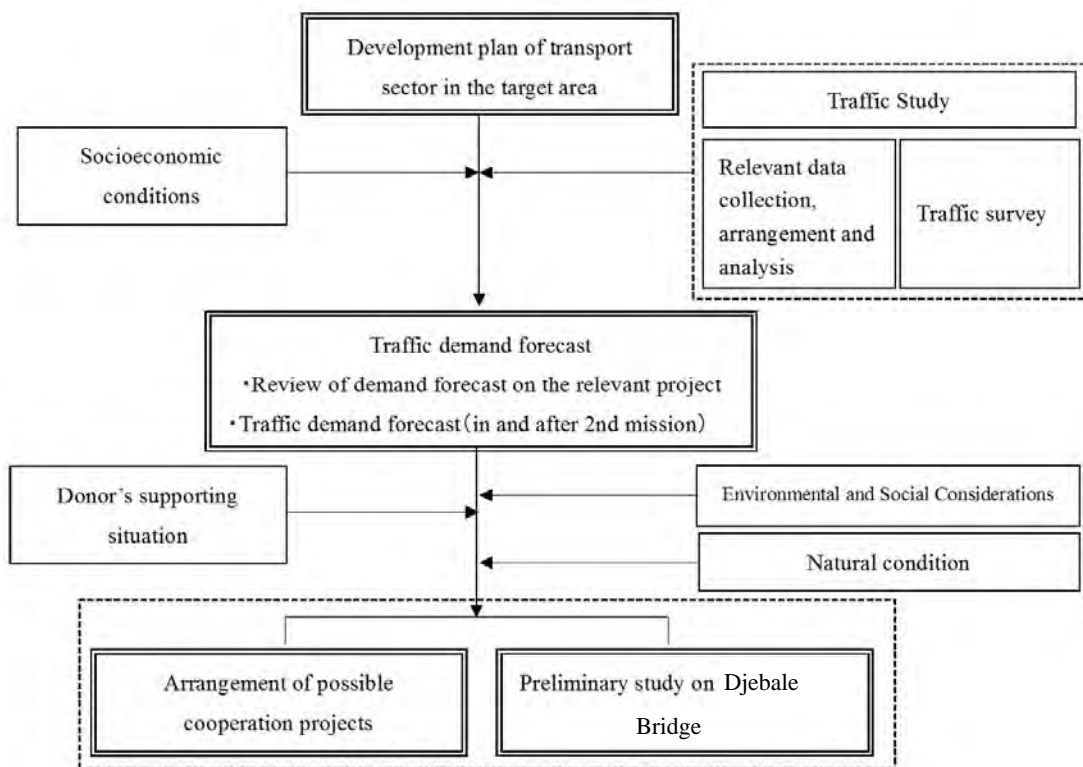 Development plan of transport
sector in the target area
Traffic Study
Socioeconomic
conditions
Relevant data
collection,
arrangement and
analysis
Traffic survey
Traffic demand forecast
・Review of demand forecast on the relevant project
・Traffic demand forecast(in and after 2nd mission)
Donor's supporting
situation
Environmental and Social Considerations
Natural condition
Arrangement of possible
cooperation projects
Preliminary study on Djebale
Bridge